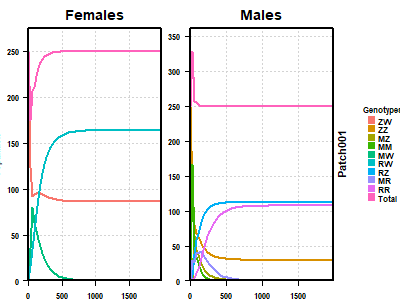 Females
Males
250
200
150
100
50
0
0
500
1000
1500
350
300
250
200
150
100
50
0
0
500
1000
1500
Patch001
Genotypes
ZW
ZZ
MZ
MM
MW
RW
RZ
MR
RR
Total